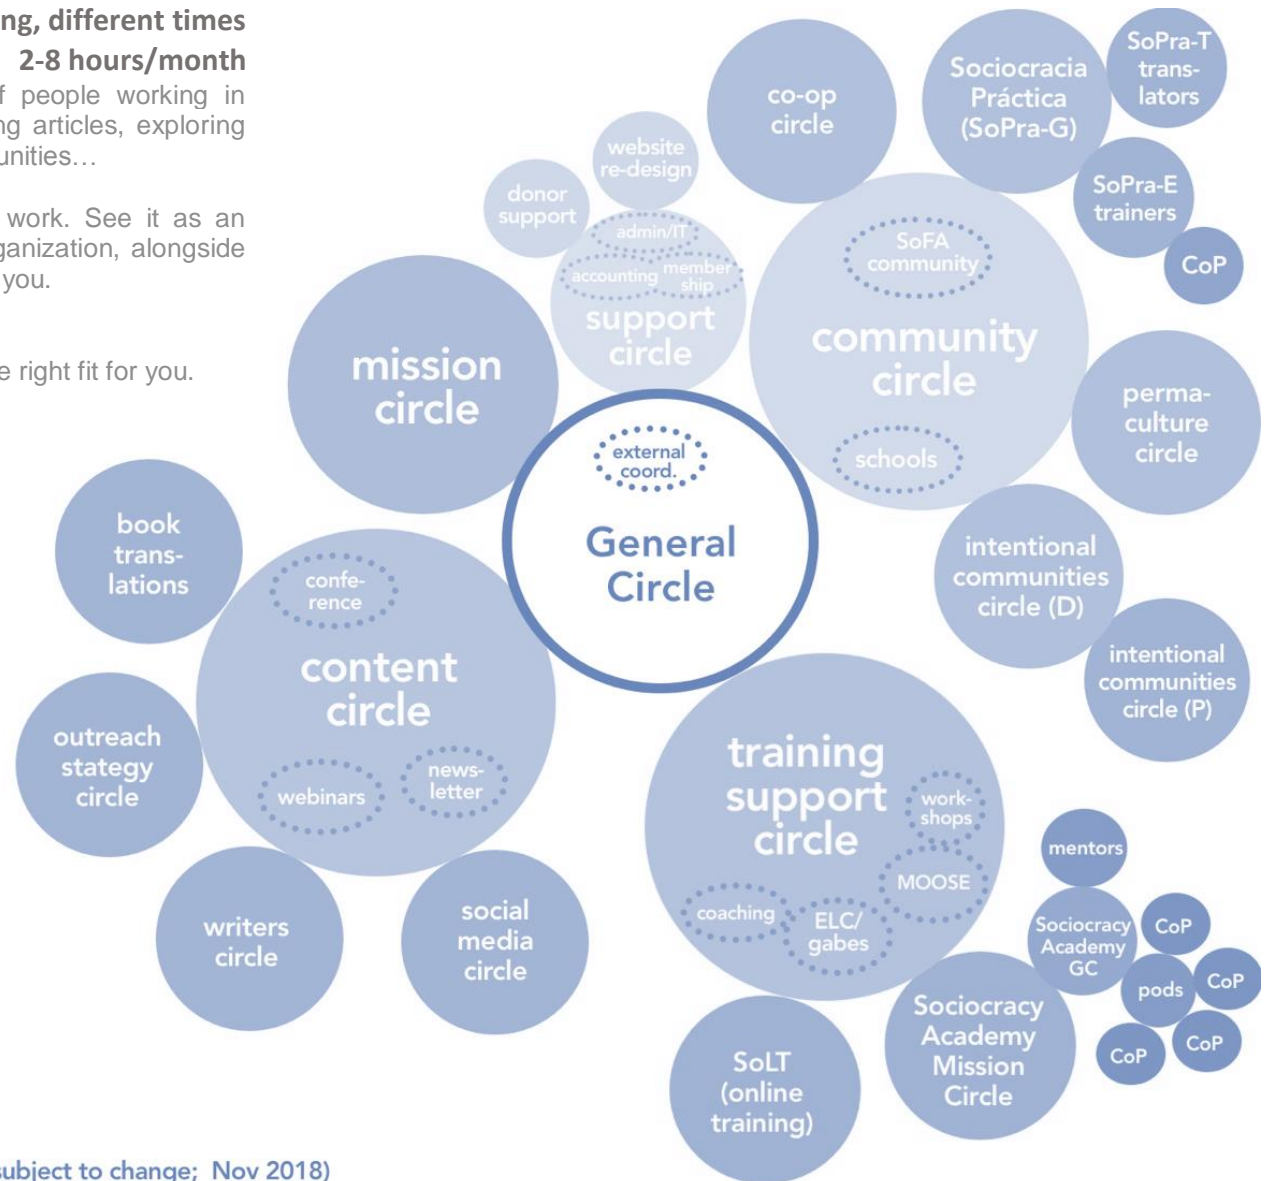 ng, different times
2-8 hours/month
f people working in
ng articles, exploring
unities…
work. See it as an
ganization, alongside
you.
e right fit for you.
SoPra-T
trans-
lators
Sociocracia
Práctica
(SoPra-G)
co-op
circle
website
re-design
donor
support
SoPra-E
trainers
CoP
admin/IT
accounting
member
ship
support
circle
SoFA
community
community
circle
schools
mission
circle
perma-
culture
circle
external
coord.
General
Circle
book
trans-
lations
intentional
communities
circle (D)
intentional
communities
circle (P)
confe-
rence
content
circle
news-
letter
webinars
outreach
stategy
circle
writers
circle
social
media
circle
training
support
circle
work-
shops
MOOSE
coaching
ELC/
gabes
mentors
Sociocracy
Academy
GC
CoP
pods
CoP
CoP
CoP
Sociocracy
Academy
Mission
Circle
SoLT
(online
training)
subject to change; Nov 2018)